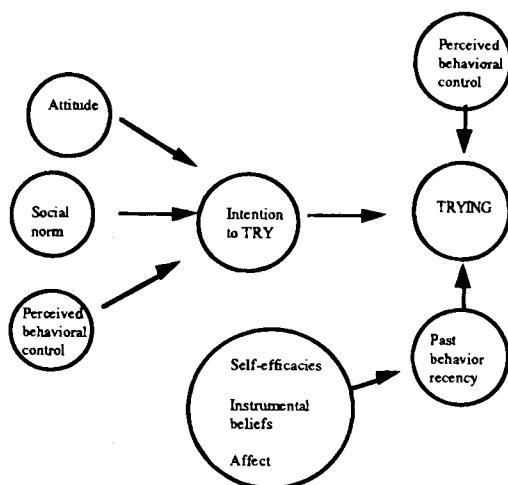 Perceived
behavioral
control
Attitude
Social
norm
Intention
to TRY
TRYING
Perceived
behavioral
control
Past
behavior
recency
Self-efficacies
Instrumental
beliefs
Affect